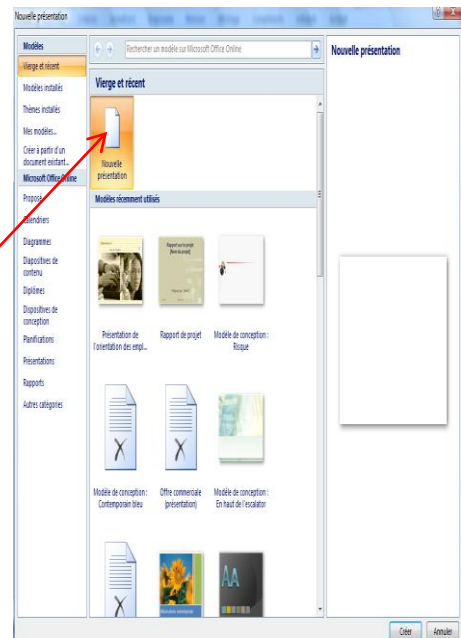 Nouvelle présentation
Modèles
Vierge et récent
Modèles installés
Thèmes installés
Mes modèles...
Créer à partir d'un
document existant...
Microsoft Office Online
Proposé
Calendriers
Diagrammes
Diapositives de
contenu
Diplômes
Dispositives de
conception
Planifications
Présentations
Rapports
Autres catégories
Rechercher un modèle sur Microsoft Office Online
Vierge et récent
Nouvelle
présentation
Modèles récemment utilisés
Présentation de
l'orientation des empl...
Rapport de projet
Modèle de conception :
Risque
Modèle de conception :
Contemporain bleu
Offre commerciale
(présentation)
Modèle de conception :
En haut de l'escalator
AA
Nouvelle présentation
Créer
Annuler